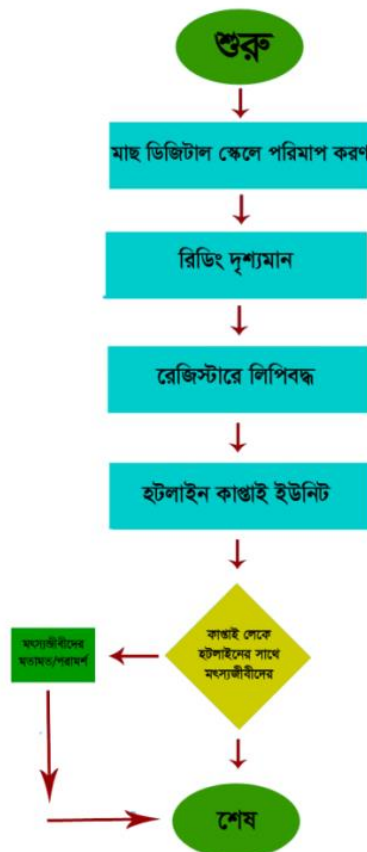 শুরু
মাছ ডিজিটাল স্কেলে পরিমাপ করণ
রিডিং দৃশ্যমান
রেজিস্টারে লিপিবদ্ধ
হটলাইন কাপ্তাই ইউনিট
কাপ্তাই লেকে
হটলাইনের সাথে
মৎস্যজীবীদের
মৎস্যজীবীদের
মতামত/পরামর্শ
শেষ